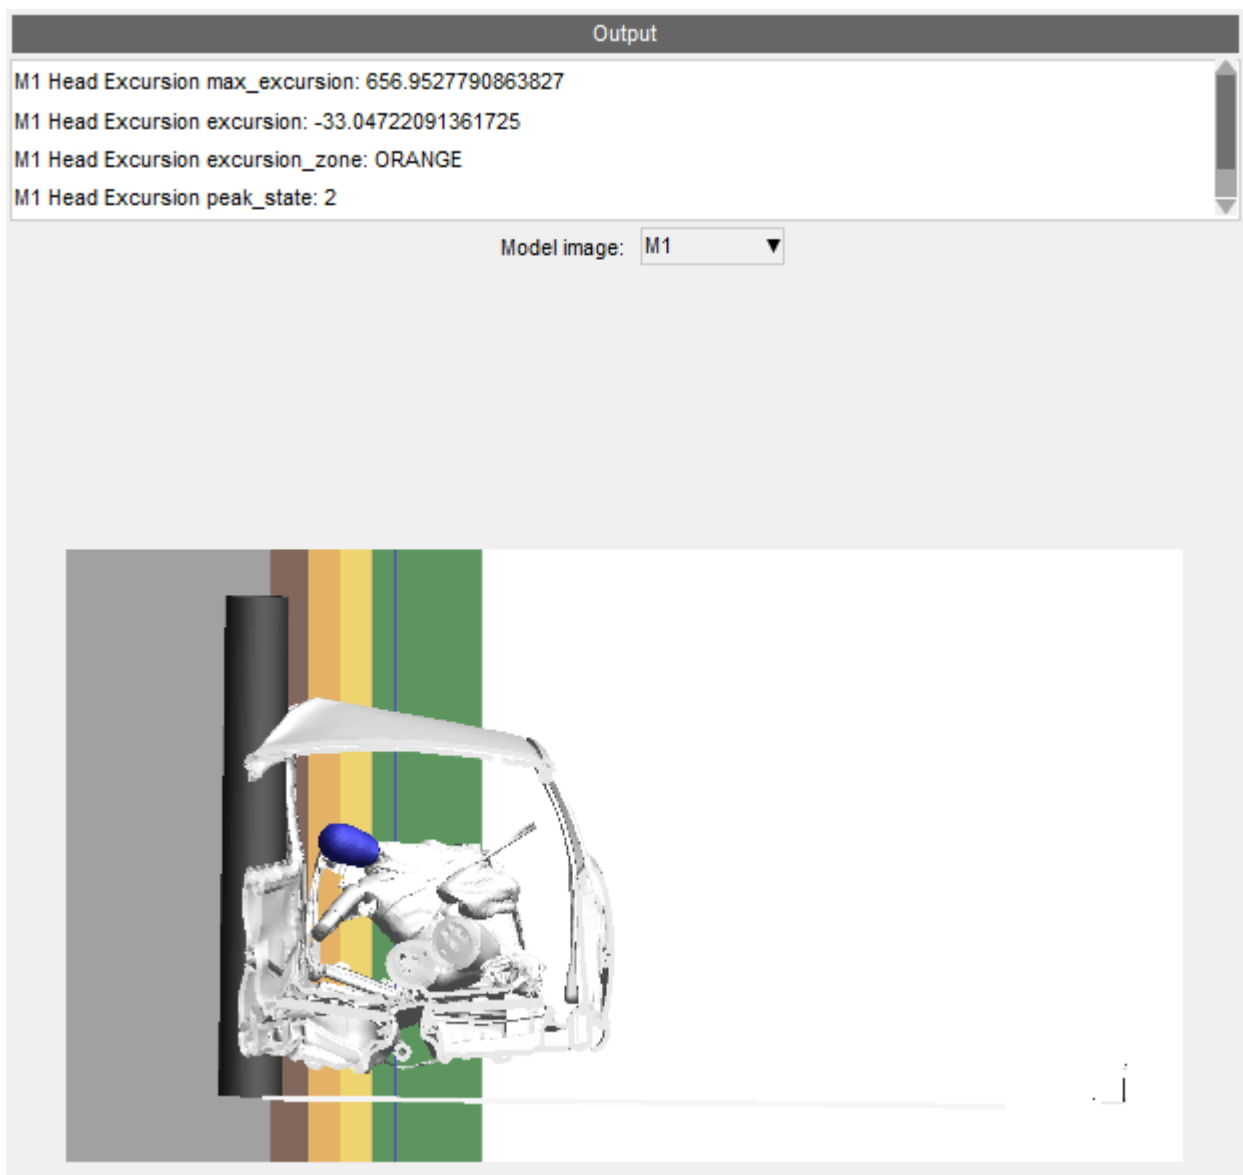 Output
M1 Head Excursion max_excursion: 656.9527790863827
M1 Head Excursion excursion: -33.04722091361725
M1 Head Excursion excursion_zone: ORANGE
M1 Head Excursion peak_state: 2
Model image: M1